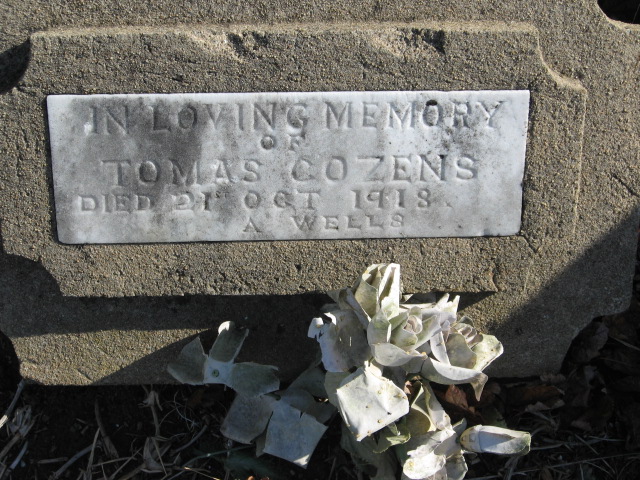 IN LOVING MEMORY
OF
TOMAS COZENS
DIED 21 OCT 1918.
A WELLS